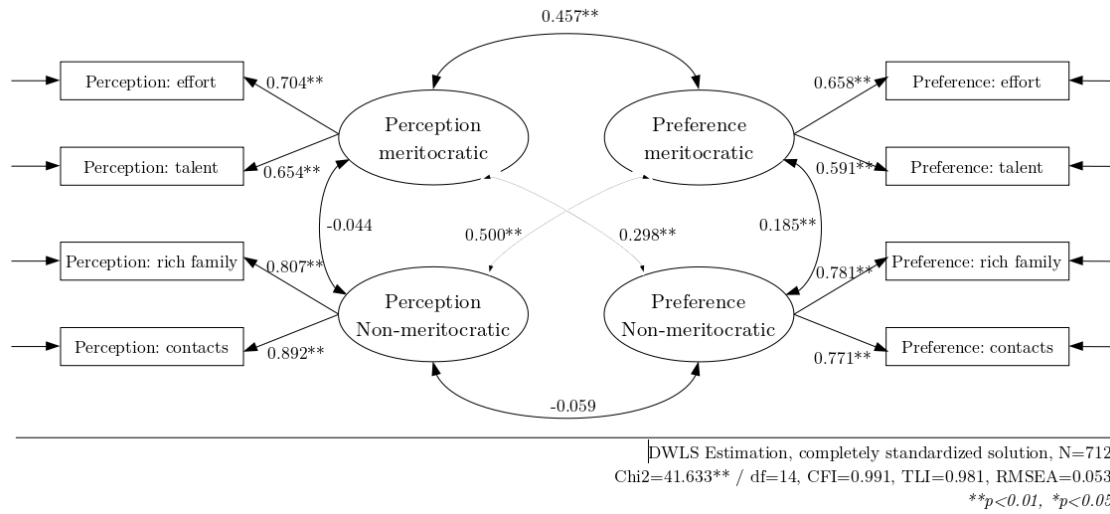 0.457**
Perception: effort
0.704**
Perception
meritocratic
Preference
meritocratic
0.658**
Preference: effort
Perception: talent
0.654**
0.591**
Preference: talent
-0.044
0.500**
0.298**
0.185**
Perception: rich family
0.807**
Perception
Non-meritocratic
Preference
Non-meritocratic
0.781**
Preference: rich family
Perception: contacts
0.892**
0.771**
Preference: contacts
-0.059
DWLS Estimation, completely standardized solution, N=712
Chi2=41.633** / df=14, CFI=0.991, TLI=0.981, RMSEA=0.053
**p<0.01, *p<0.05